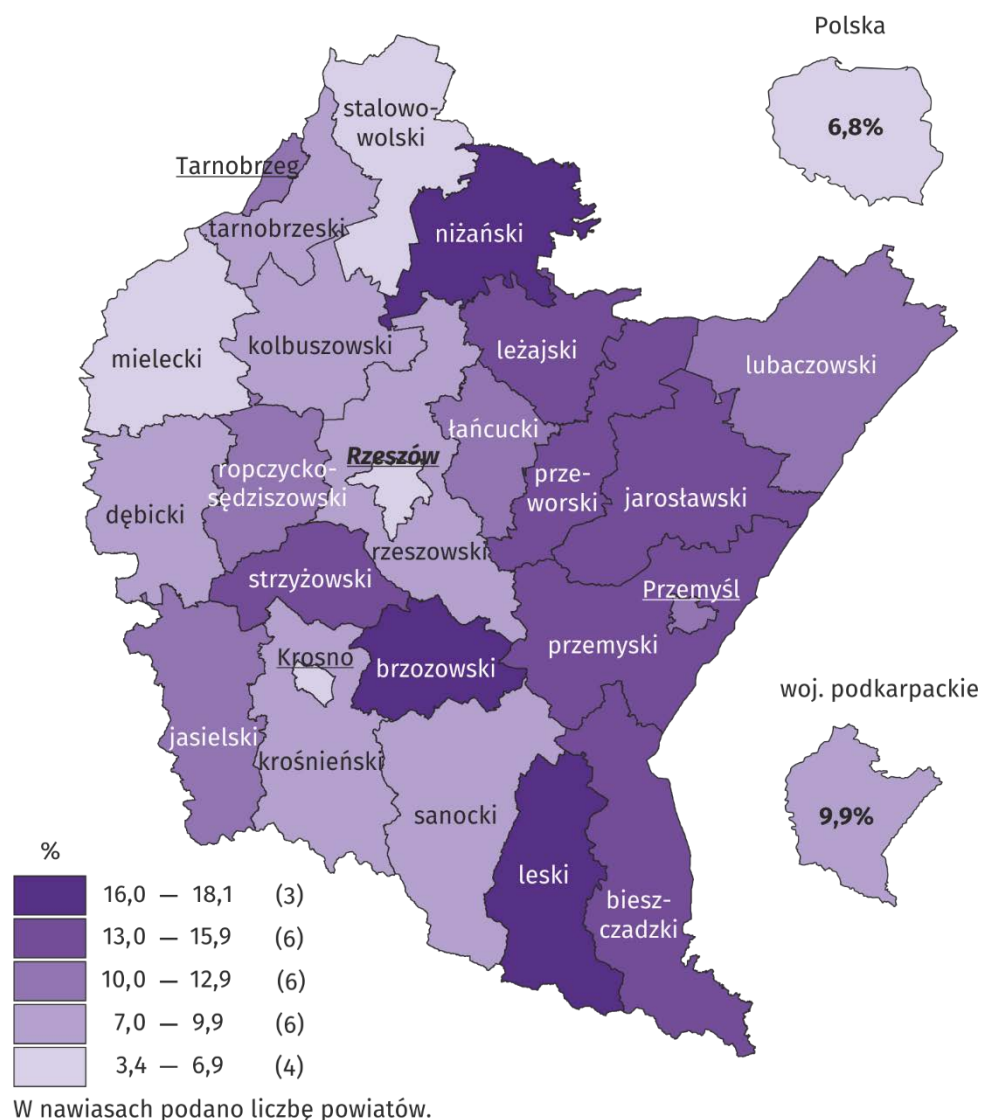 Polska
6,8%
stalowo-
wolski
Tarnobrzeg
tarnobrzeski
niżański
mielecki
kolbuszowski
leżajski
lubaczowski
łańcucki
Rzeszów
ropczycko-
sędziszowski
prze-
worski
jarosławski
dębicki
rzeszowski
strzyżowski
Przemyśl
przemyski
Krosno
brzozowski
woj. podkarpackie
9,9%
jasielski
krośnieński
sanocki
leski
biesz-
czadzki
%
16,0 — 18,1 (3)
13,0 — 15,9 (6)
10,0 — 12,9 (6)
7,0 — 9,9 (6)
3,4 — 6,9 (4)
W nawiasach podano liczbę powiatów.